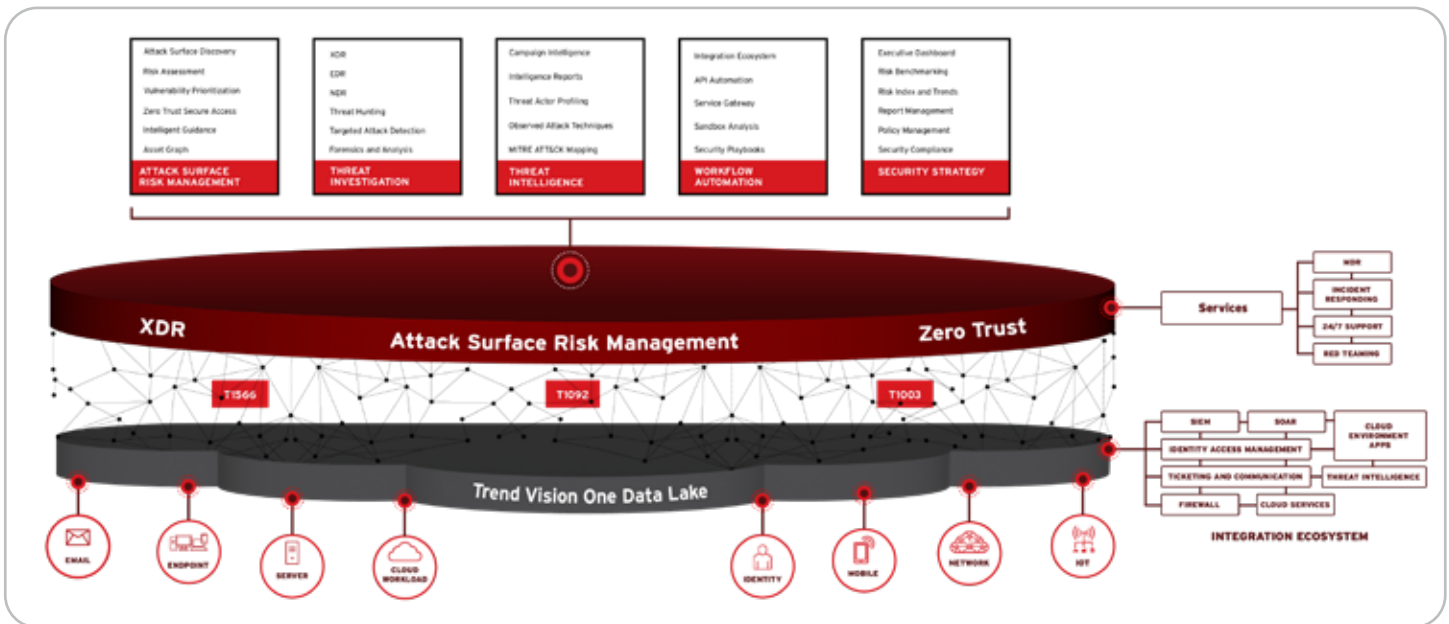 Attack Surface Discovery
Risk Assessment
Vulnerability Prioritization
Zero Trust Secure Access
Intelligent Guidance
Asset Graph
ATTACK SURFACE
RISK MANAGEMENT
XDR
EDR
NDR
Threat Hunting
Targeted Attack Detection
Forensics and Analysis
THREAT
INVESTIGATION
Campaign Intelligence
Intelligence Reports
Threat Actor Profiling
Observed Attack Techniques
MITRE ATT&CK Mapping
THREAT
INTELLIGENCE
Integration Ecosystem
API Automation
Service Gateway
Sandbox Analysis
Security Playbooks
WORKFLOW
AUTOMATION
Executive Dashboard
Risk Benchmarking
Risk Index and Trends
Report Management
Policy Management
Security Compliance
SECURITY STRATEGY
XDR
Attack Surface Risk Management
Zero Trust
Services
MDR
INCIDENT
RESPONDING
24/7 SUPPORT
RED TEAMING
T1566
T1092
T1003
Trend Vision One Data Lake
SIEM
SOAR
CLOUD
ENVIRONMENT
APPS
IDENTITY ACCESS MANAGEMENT
TICKETING AND COMMUNICATION
THREAT INTELLIGENCE
FIREWALL
CLOUD SERVICES
INTEGRATION ECOSYSTEM
EMAIL
ENDPOINT
SERVER
CLOUD
WORKLOAD
IDENTITY
MOBILE
NETWORK
IOT